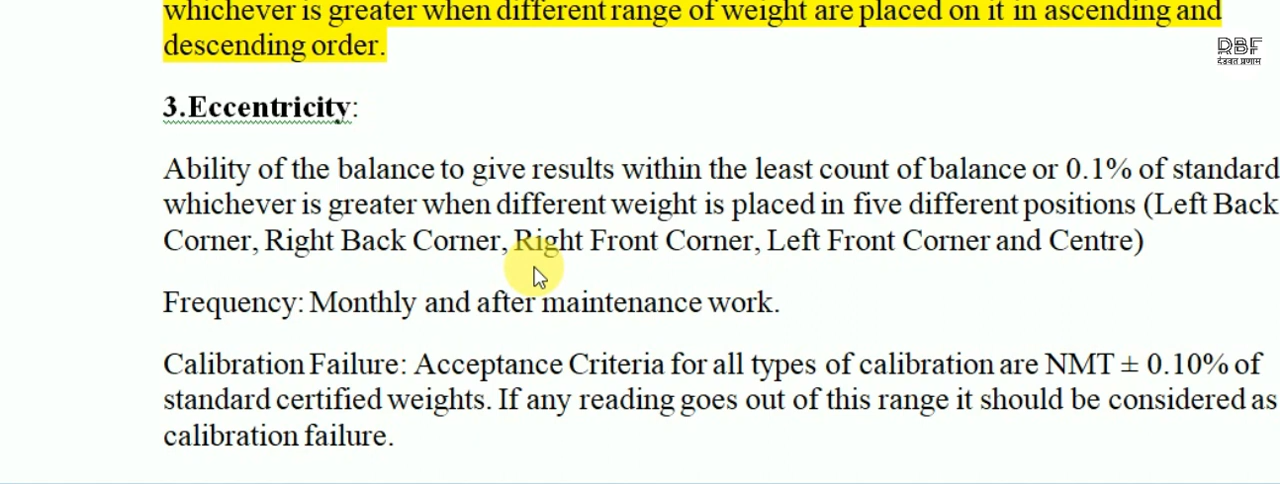 whichever is greater when different range of weight are placed on it in ascending and
descending order.
RBF
दंडवत प्रणाम
3.Eccentricity:
Ability of the balance to give results within the least count of balance or 0.1% of standard
whichever is greater when different weight is placed in five different positions (Left Back
Corner, Right Back Corner, Right Front Corner, Left Front Corner and Centre)
Frequency: Monthly and after maintenance work.
Calibration Failure: Acceptance Criteria for all types of calibration are NMT ± 0.10% of
standard certified weights. If any reading goes out of this range it should be considered as
calibration failure.